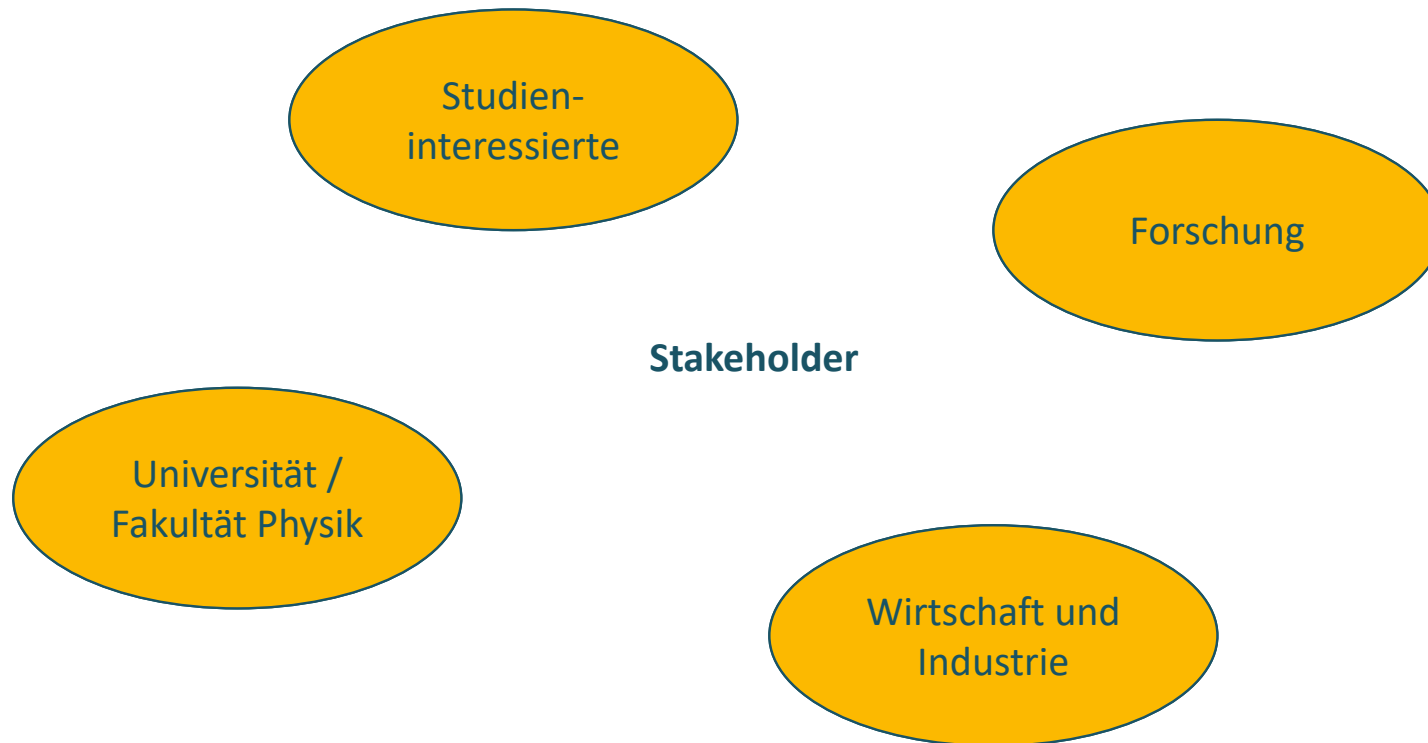 Studien-
interessierte
Forschung
Stakeholder
Universität /
Fakultät Physik
Wirtschaft und
Industrie